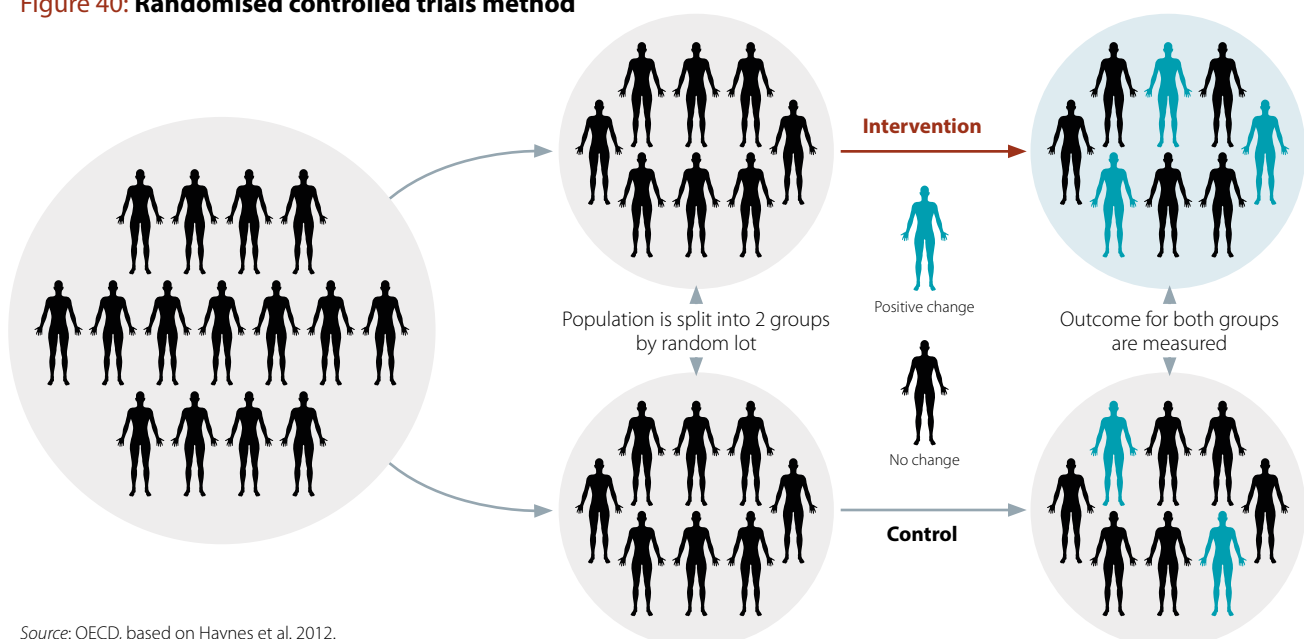 Figure 40: Randomised controlled trials method
Intervention
Positive change
Population is split into 2 groups
by random lot
Outcome for both groups
are measured
No change
Control
Source: OECD, based on Haynes et al. 2012.